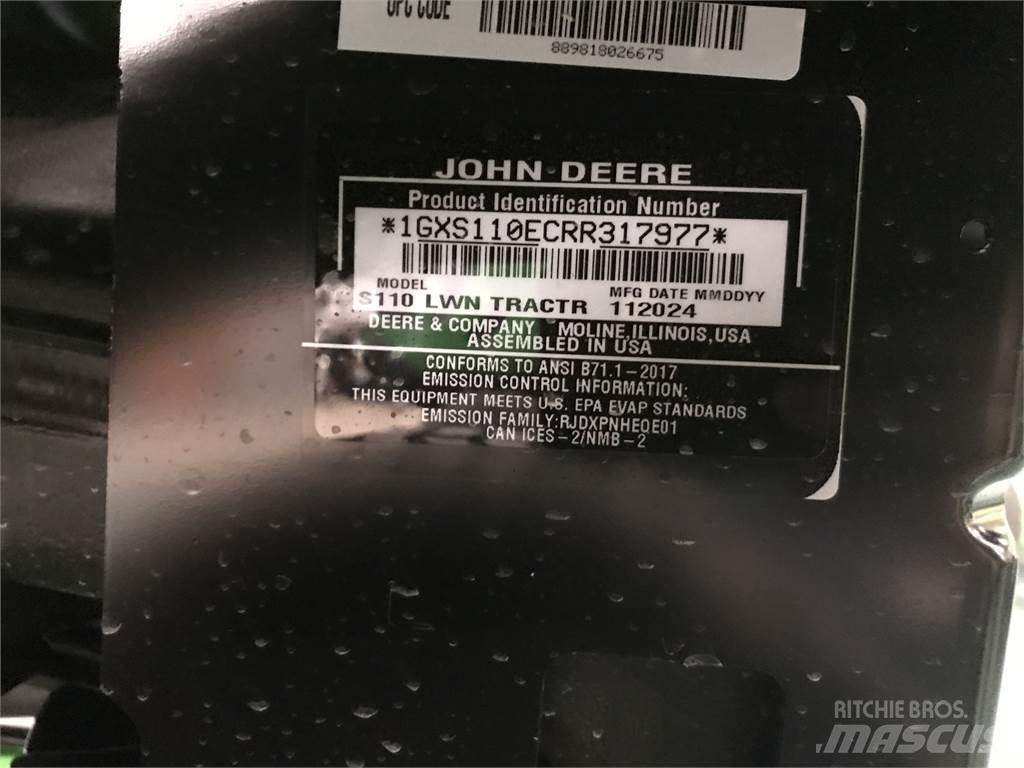 UPC CODE
889818026675
JOHN DEERE
Product Identification Number
*1GXS110ECRR317977*
MODEL
MFG DATE MMDDYY
S110 LWN TRACTR 112024
DEERE & COMPANY MOLINE, ILLINOIS, USA
ASSEMBLED IN USA
CONFORMS TO ANSI B71.1-2017
EMISSION CONTROL INFORMATION:
THIS EQUIPMENT MEETS U.S. EPA EVAP STANDARDS
EMISSION FAMILY: RJDXPNHEQE01
CAN ICES-2/NMB-2
RITCHIE BROS.
MASCUS